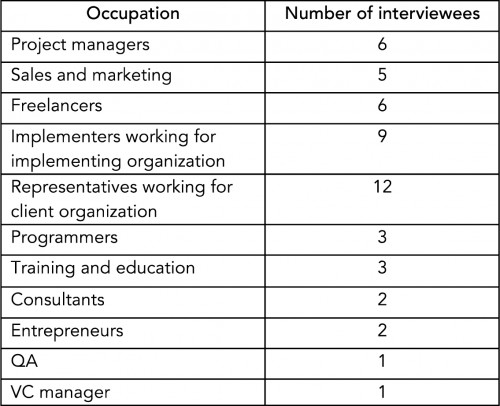 Occupation Number of interviewees
Project managers 6
Sales and marketing 5
Freelancers 6
Implementers working for 9
implementing organization
Representatives working for 12
client organization
Programmers 3
Training and education 3
Consultants 2
Entrepreneurs 2
QA 1
VC manager 1